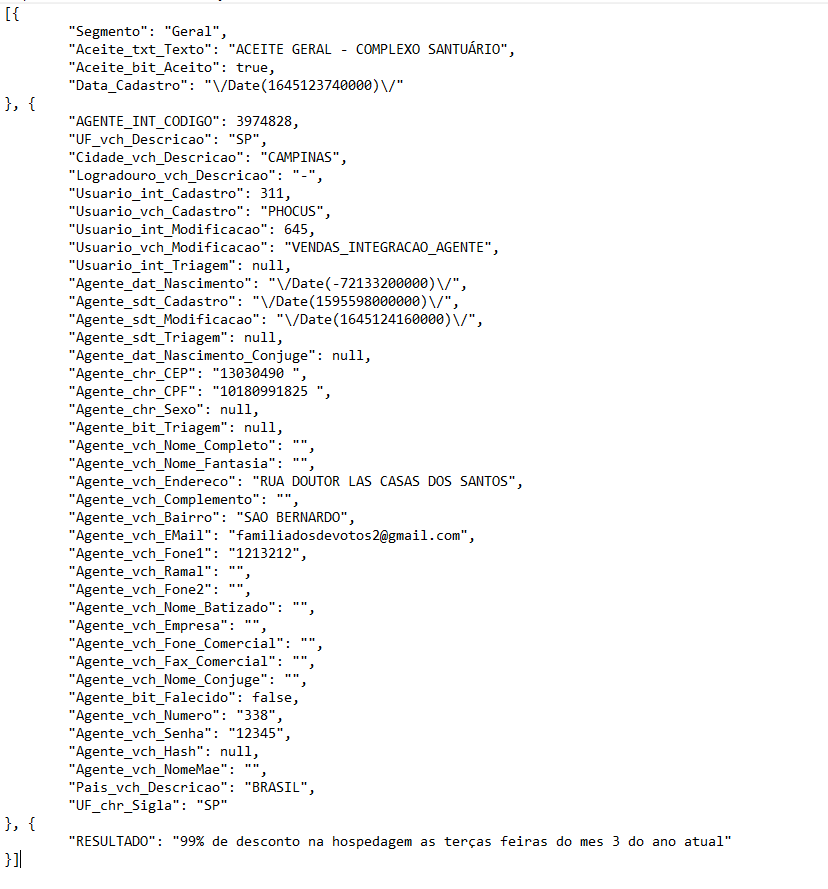 [{
"Segmento": "Geral",
"Aceite_txt_Texto": "ACEITE GERAL - COMPLEXO SANTUÁRIO",
"Aceite_bit_Aceito": true,
"Data_Cadastro": "\/Date(1645123740000)\/"
}, {
"AGENTE_INT_CODIGO": 3974828,
"UF_vch_Descricao": "SP",
"Cidade_vch_Descricao": "CAMPINAS",
"Logradouro_vch_Descricao": "-",
"Usuario_int_Cadastro": 311,
"Usuario_vch_Cadastro": "PHOCUS",
"Usuario_int_Modificacao": 645,
"Usuario_vch_Modificacao": "VENDAS_INTEGRACAO_AGENTE",
"Usuario_int_Triagem": null,
"Agente_dat_Nascimento": "\/Date(-72133200000)\/",
"Agente_sdt_Cadastro": "\/Date(1595598000000)\/",
"Agente_sdt_Modificacao": "\/Date(1645124160000)\/",
"Agente_sdt_Triagem": null,
"Agente_dat_Nascimento_Conjuge": null,
"Agente_chr_CEP": "13030490 ",
"Agente_chr_CPF": "10180991825 ",
"Agente_chr_Sexo": null,
"Agente_bit_Triagem": null,
"Agente_vch_Nome_Completo": "",
"Agente_vch_Nome_Fantasia": "",
"Agente_vch_Endereco": "RUA DOUTOR LAS CASAS DOS SANTOS",
"Agente_vch_Complemento": "",
"Agente_vch_Bairro": "SAO BERNARDO",
"Agente_vch_EMail": "familiadosdevotos2@gmail.com",
"Agente_vch_Fone1": "1213212",
"Agente_vch_Ramal": "",
"Agente_vch_Fone2": "",
"Agente_vch_Nome_Batizado": "",
"Agente_vch_Empresa": "",
"Agente_vch_Fone_Comercial": "",
"Agente_vch_Fax_Comercial": "",
"Agente_vch_Nome_Conjuge": "",
"Agente_bit_Falecido": false,
"Agente_vch_Numero": "338",
"Agente_vch_Senha": "12345",
"Agente_vch_Hash": null,
"Agente_vch_NomeMae": "",
"Pais_vch_Descricao": "BRASIL",
"UF_chr_Sigla": "SP"
}, {
"RESULTADO": "99% de desconto na hospedagem as terças feiras do mes 3 do ano atual"
}]